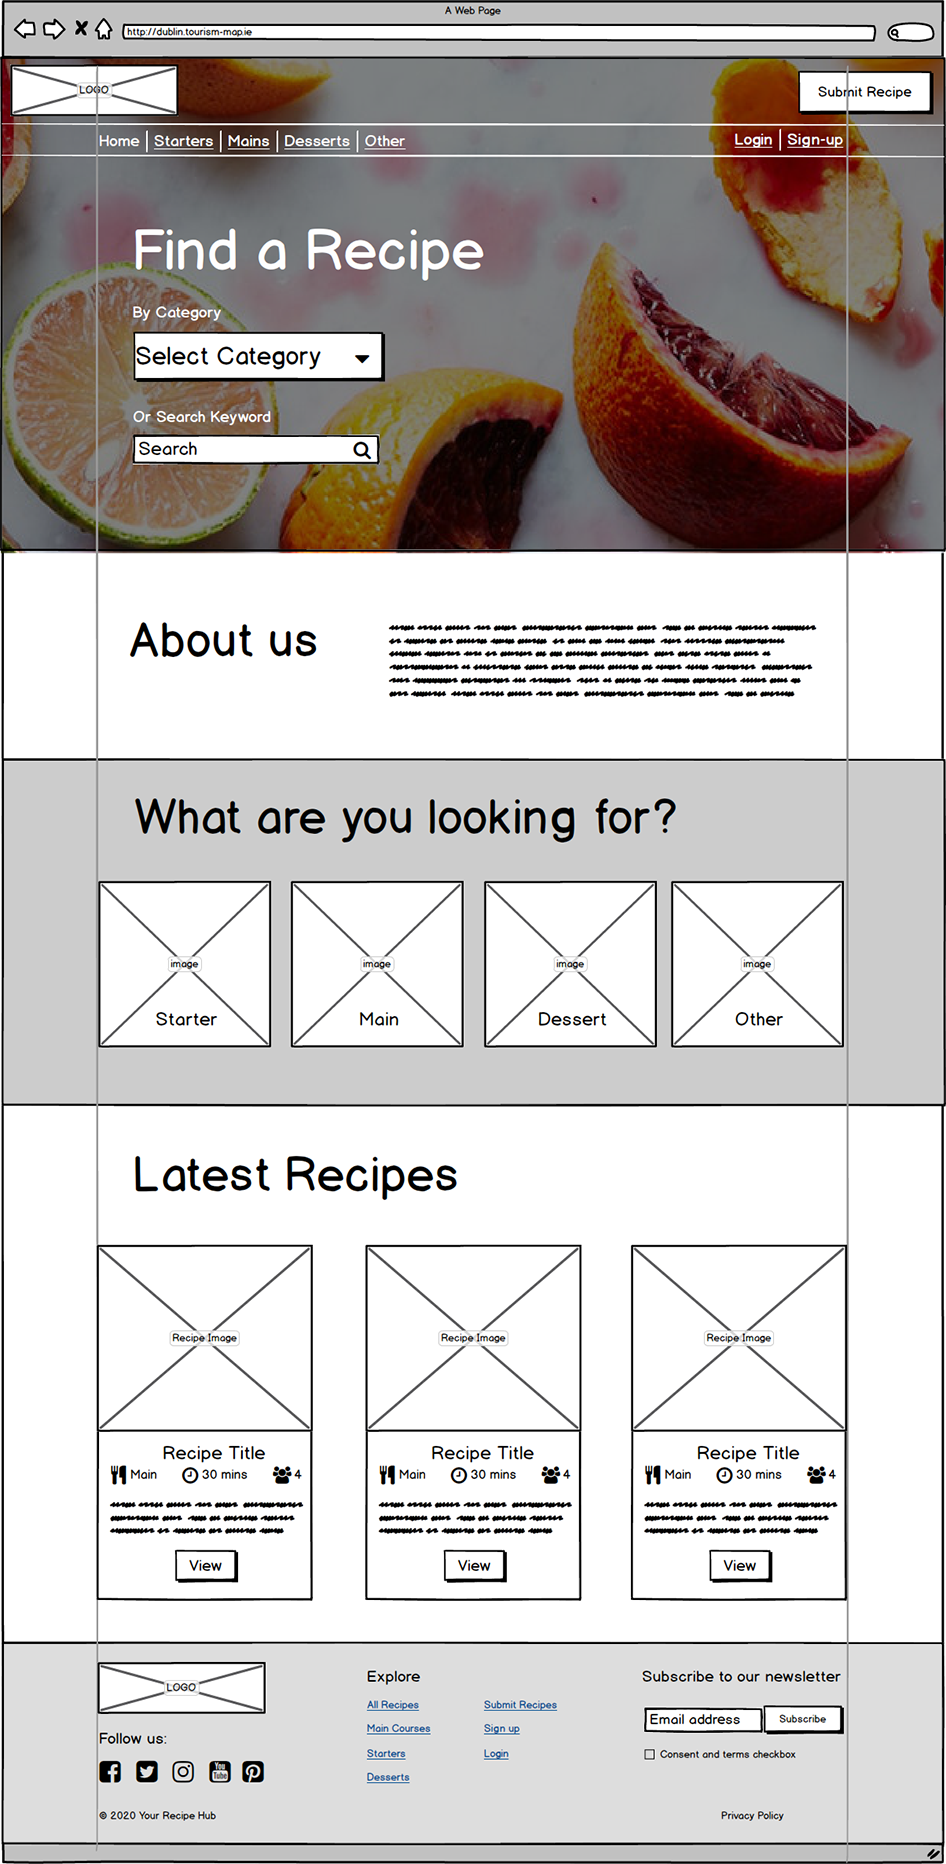 A Web Page
http://dublin.tourism-map.ie
LOGO
Submit Recipe
Home Starters Mains Desserts Other
Login Sign-up
Find a Recipe
By Category
Select Category
Or Search Keyword
Search
About us
What are you looking for?
image image image image
Starter Main Dessert Other
Latest Recipes
Recipe Image Recipe Image Recipe Image
Recipe Title Recipe Title Recipe Title
Main 30 mins 4 Main 30 mins 4 Main 30 mins 4
View View View
LOGO
Follow us:
You Tube
© 2020 Your Recipe Hub
Explore
All Recipes Submit Recipes
Main Courses Sign up
Starters Login
Desserts
Subscribe to our newsletter
Email address Subscribe
Consent and terms checkbox
Privacy Policy